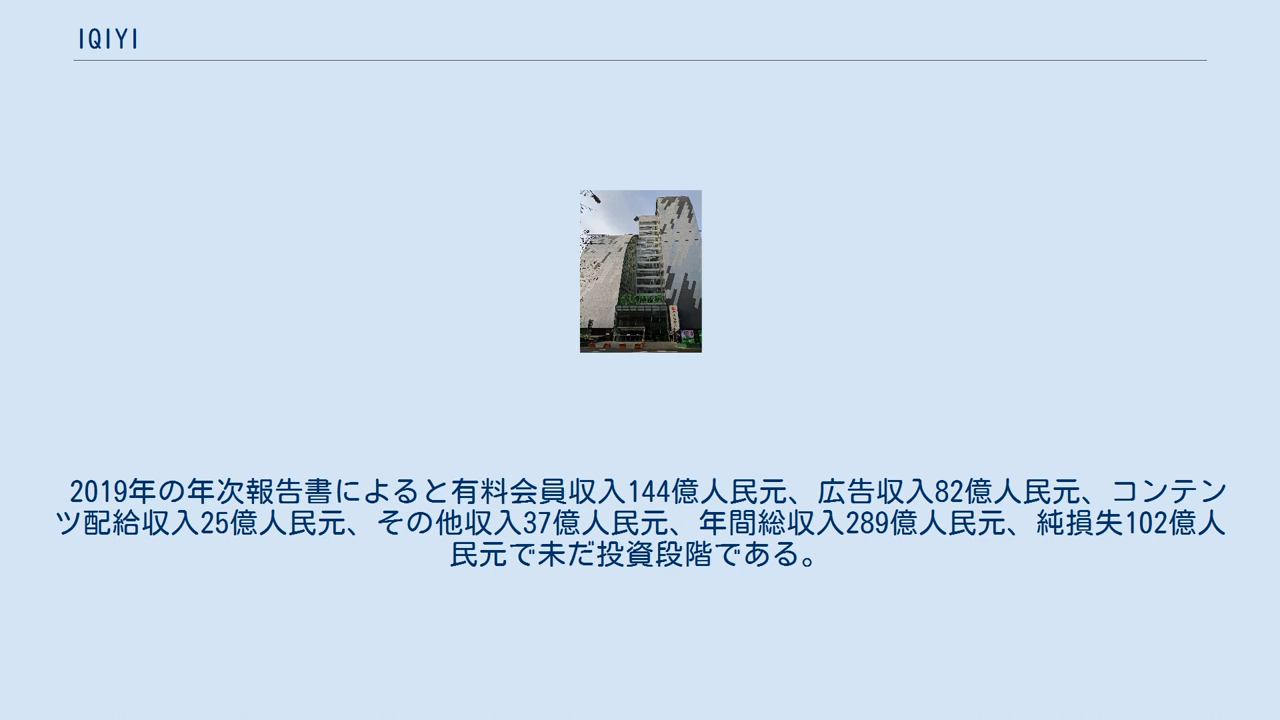 IQIYI
2019年の年次報告書によると有料会員収入144億人民元、広告収入82億人民元、コンテン
ツ配給収入25億人民元、その他収入37億人民元、年間総収入289億人民元、純損失102億人
民元で未だ投資段階である。